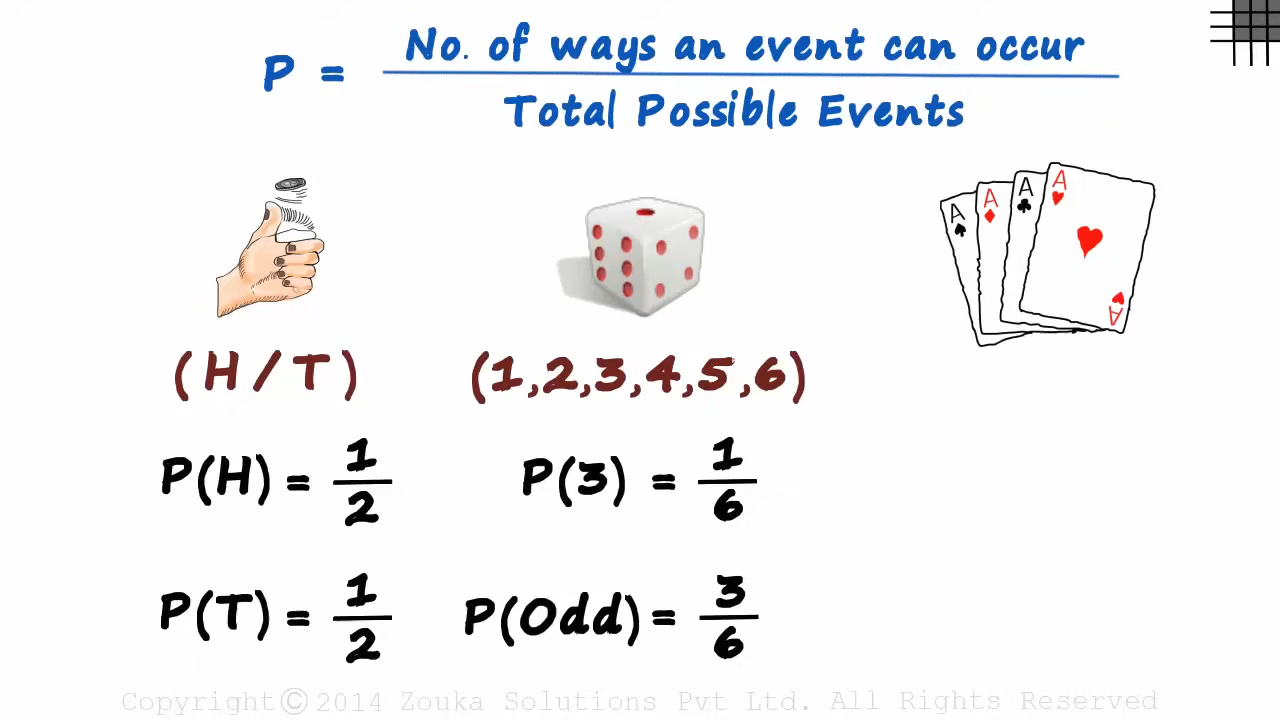 P = No. of ways an event can occur
Total Possible Events
A A A A
A
( H / T ) (1,2,3,4,5,6)
P(H) = 1/2 P(3) = 1/6
P(T) = 1/2 P(Odd) = 3/6
Copyright© 2014 Zouka Solutions Pvt Ltd. All Rights Reserved